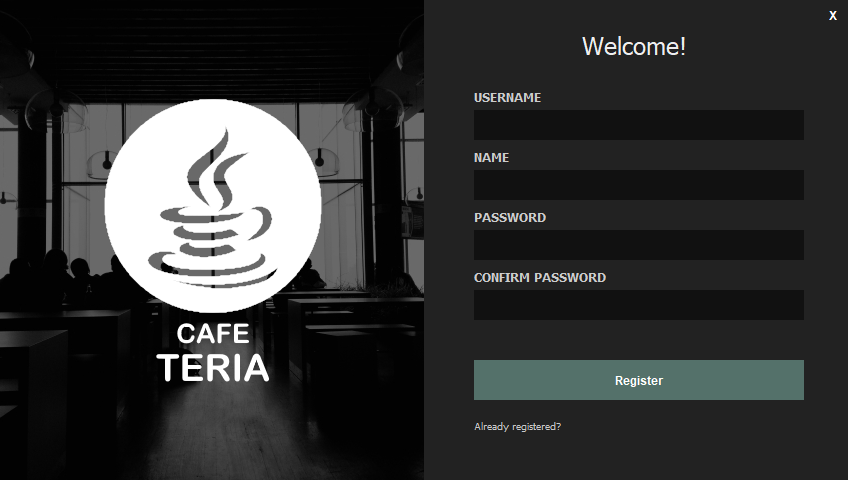 CAFE
TERIA
X
Welcome!
USERNAME
NAME
PASSWORD
CONFIRM PASSWORD
Register
Already registered?